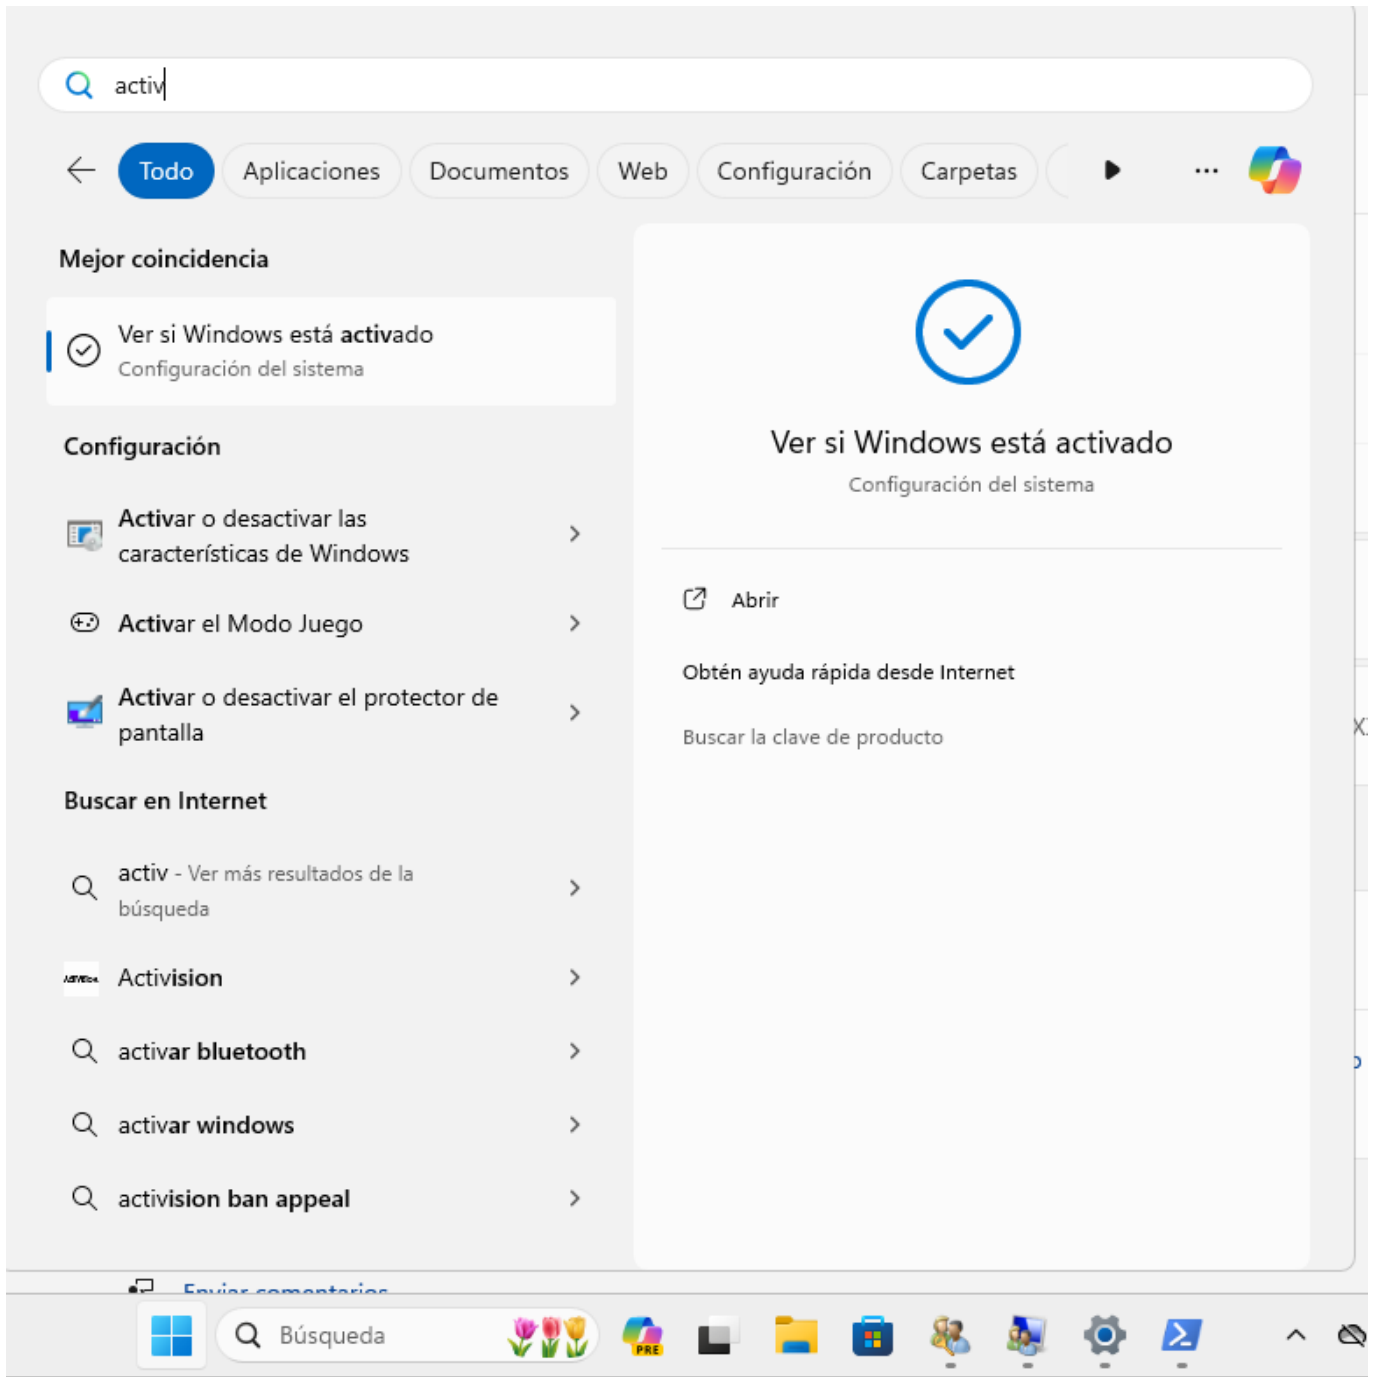 activ
Todo
Aplicaciones
Documentos
Web
Configuración
Carpetas
Mejor coincidencia
Ver si Windows está activado
Configuración del sistema
Configuración
Activar o desactivar las
características de Windows
Activar el Modo Juego
Activar o desactivar el protector de
pantalla
Buscar en Internet
activ - Ver más resultados de la
búsqueda
Activision
activar bluetooth
activar windows
activision ban appeal
Ver si Windows está activado
Configuración del sistema
Abrir
Obtén ayuda rápida desde Internet
Buscar la clave de producto
Enviar comentarios
Búsqueda
PRE